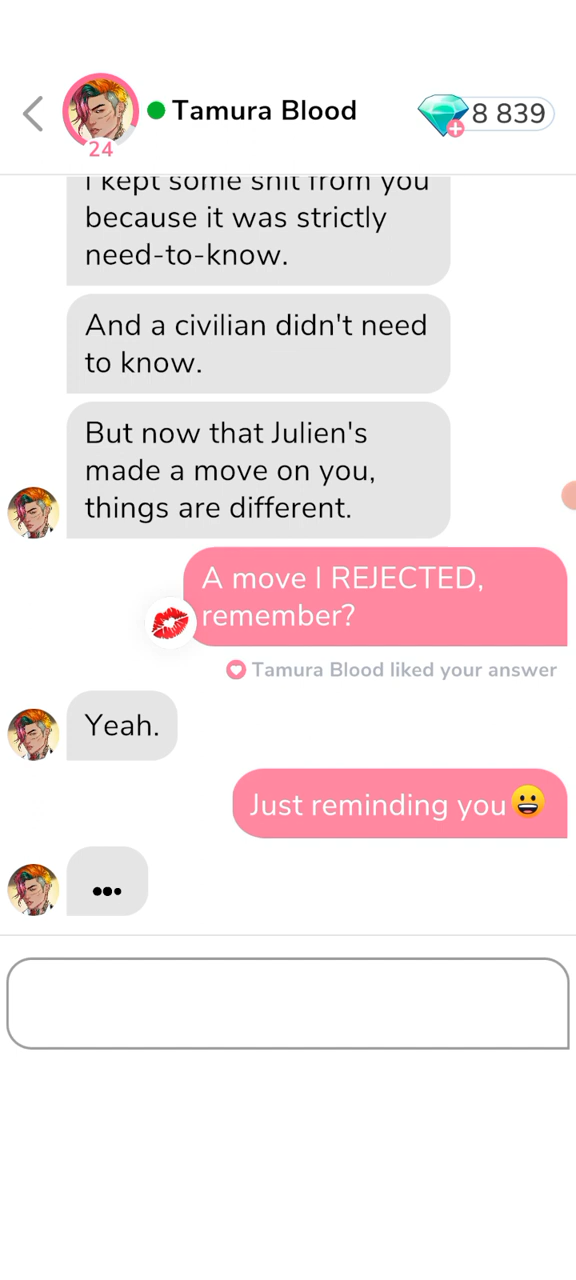 Tamura Blood
8 839
24
I kept some shit from you
because it was strictly
need-to-know.
And a civilian didn't need
to know.
But now that Julien's
made a move on you,
things are different.
A move I REJECTED,
remember?
Tamura Blood liked your answer
Yeah.
Just reminding you😀
•••